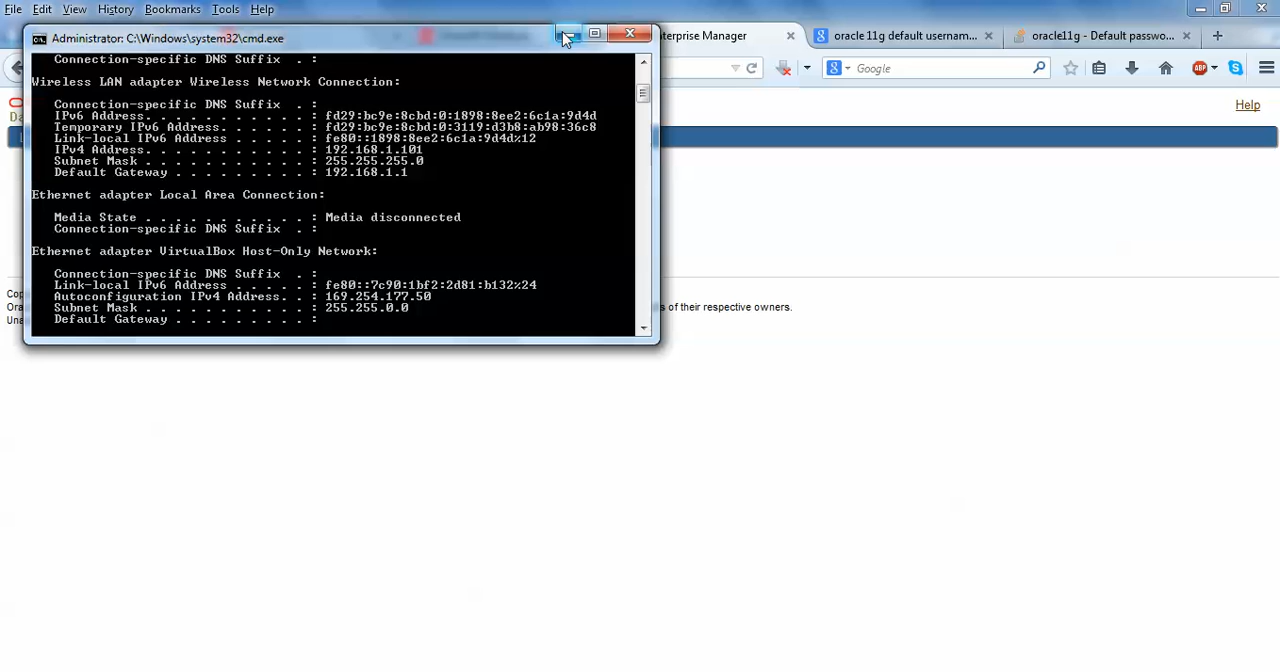 File Edit View History Bookmarks Tools Help
Administrator: C:\Windows\system32\cmd.exe
terprise Manager
oracle 11g default usernam...
oracle11g - Default passwo...
Google
Help
Connection-specific DNS Suffix . :
Wireless LAN adapter Wireless Network Connection:
Connection-specific DNS Suffix . :
IPv6 Address. . . . . . . . . . . : fd29:bc9e:8cbd:0:1898:8ee2:6c1a:9d4d
Temporary IPv6 Address. . . . . . : fd29:bc9e:8cbd:0:3119:d3b8:ab98:36c8
Link-local IPv6 Address . . . . . : fe80::1898:8ee2:6c1a:9d4d%12
IPv4 Address. . . . . . . . . . . : 192.168.1.101
Subnet Mask . . . . . . . . . . . : 255.255.255.0
Default Gateway . . . . . . . . . : 192.168.1.1
Ethernet adapter Local Area Connection:
Media State . . . . . . . . . . . : Media disconnected
Connection-specific DNS Suffix . :
Ethernet adapter VirtualBox Host-Only Network:
Connection-specific DNS Suffix . :
Link-local IPv6 Address . . . . . : fe80::7c90:1bf2:2d81:b132%24
Autoconfiguration IPv4 Address. . : 169.254.177.50
Subnet Mask . . . . . . . . . . . : 255.255.0.0
Default Gateway . . . . . . . . . :
Cop
Ora
s of their respective owners.
Una